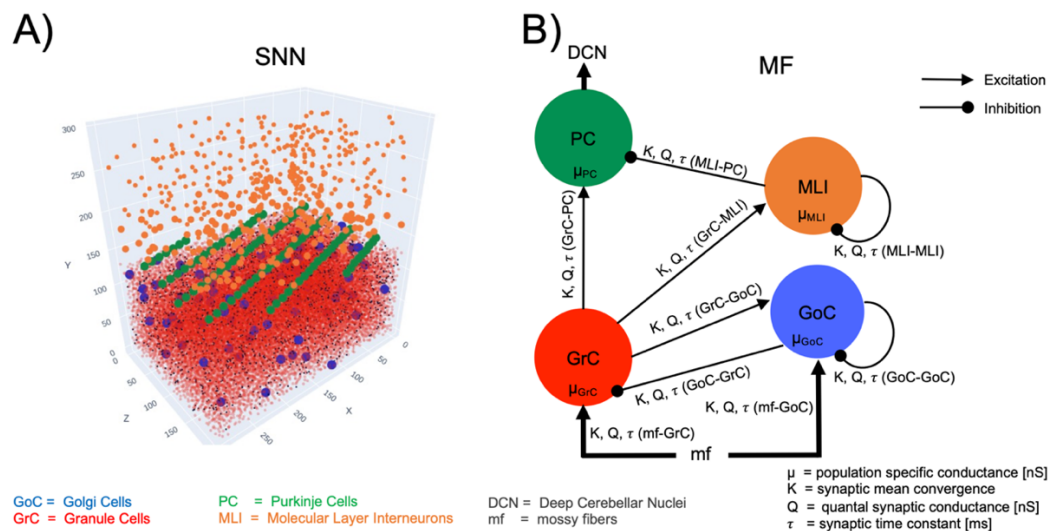 A)
SNN
300
250
200
150
100
50
0
Y
0
50
100
150
Z
250
200
150
100
50
0
X
B)
MF
DCN
Excitation
Inhibition
PC
μPC
K, Q, τ (MLI-PC)
MLI
μMLI
K, Q, τ (MLI-MLI)
K, Q, τ (GrC-PC)
K, Q, τ (GrC-MLI)
K, Q, τ (GrC-GoC)
GoC
μGoC
K, Q, τ (GoC-GoC)
GrC
μGrC
K, Q, τ (GoC-GrC)
K, Q, τ (mf-GoC)
K, Q, τ (mf-GrC)
mf
GoC = Golgi Cells
GrC = Granule Cells
PC = Purkinje Cells
MLI = Molecular Layer Interneurons
DCN = Deep Cerebellar Nuclei
mf = mossy fibers
μ = population specific conductance [nS]
K = synaptic mean convergence
Q = quantal synaptic conductance [nS]
τ = synaptic time constant [ms]